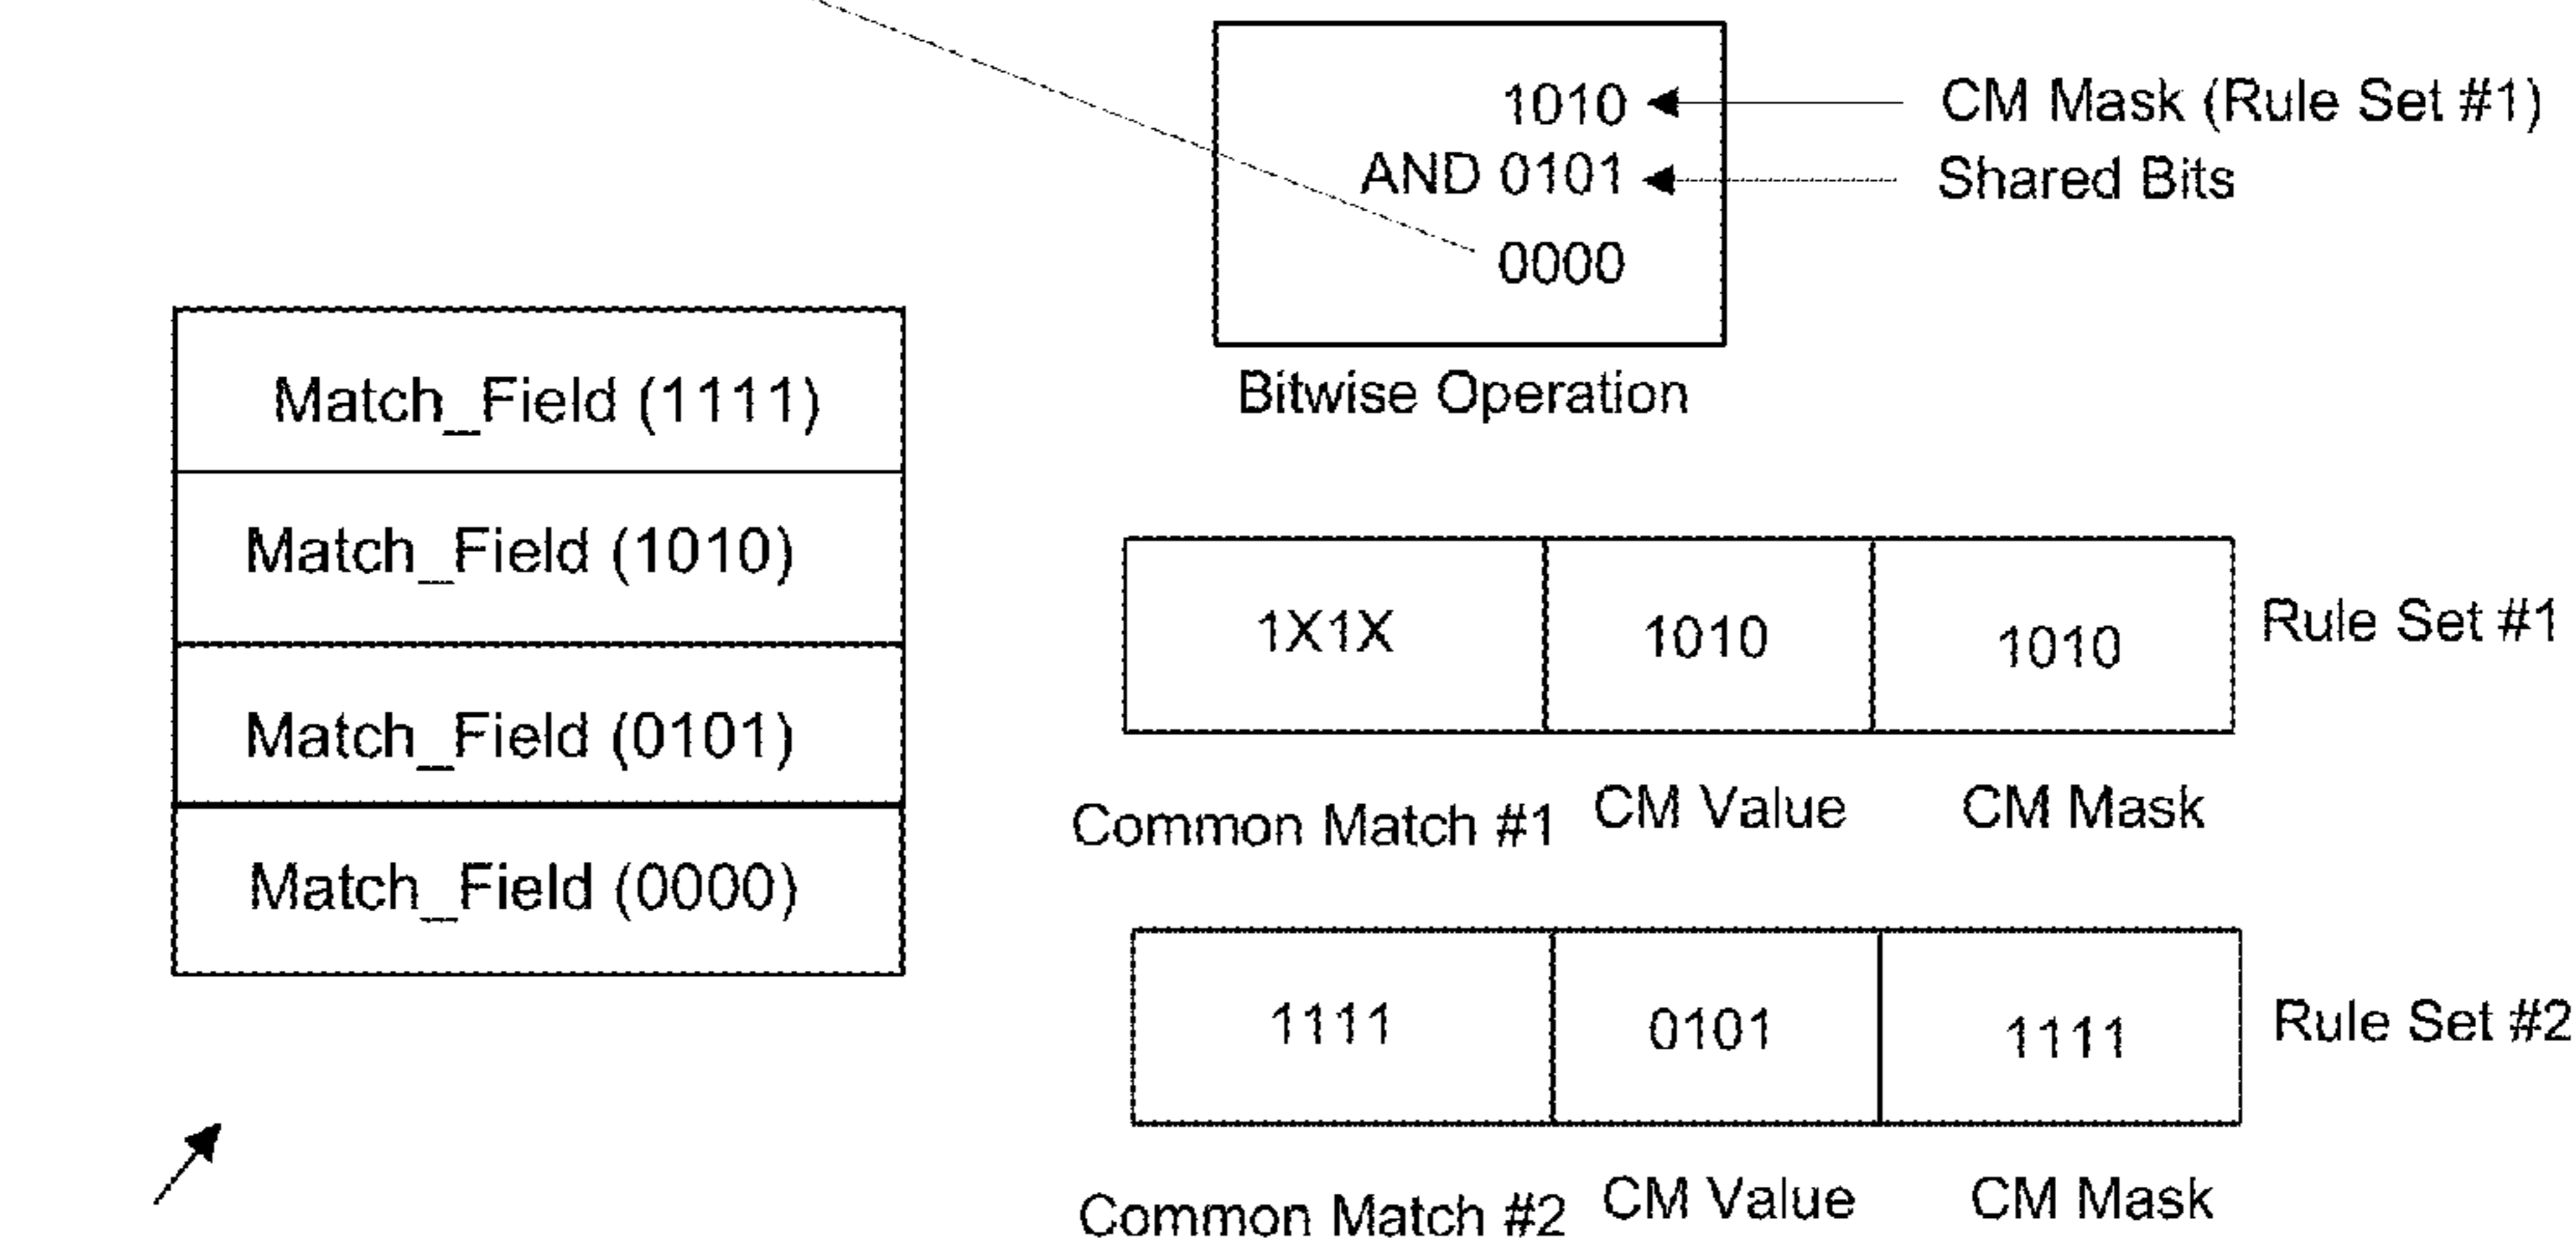 1010
CM Mask (Rule Set #1)
AND 0101
Shared Bits
0000
Bitwise Operation
Match_Field (1111)
Match_Field (1010)
Match_Field (0101)
Match_Field (0000)
1X1X
1010
1010
Rule Set #1
Common Match #1
CM Value
CM Mask
1111
0101
1111
Rule Set #2
Common Match #2
CM Value
CM Mask